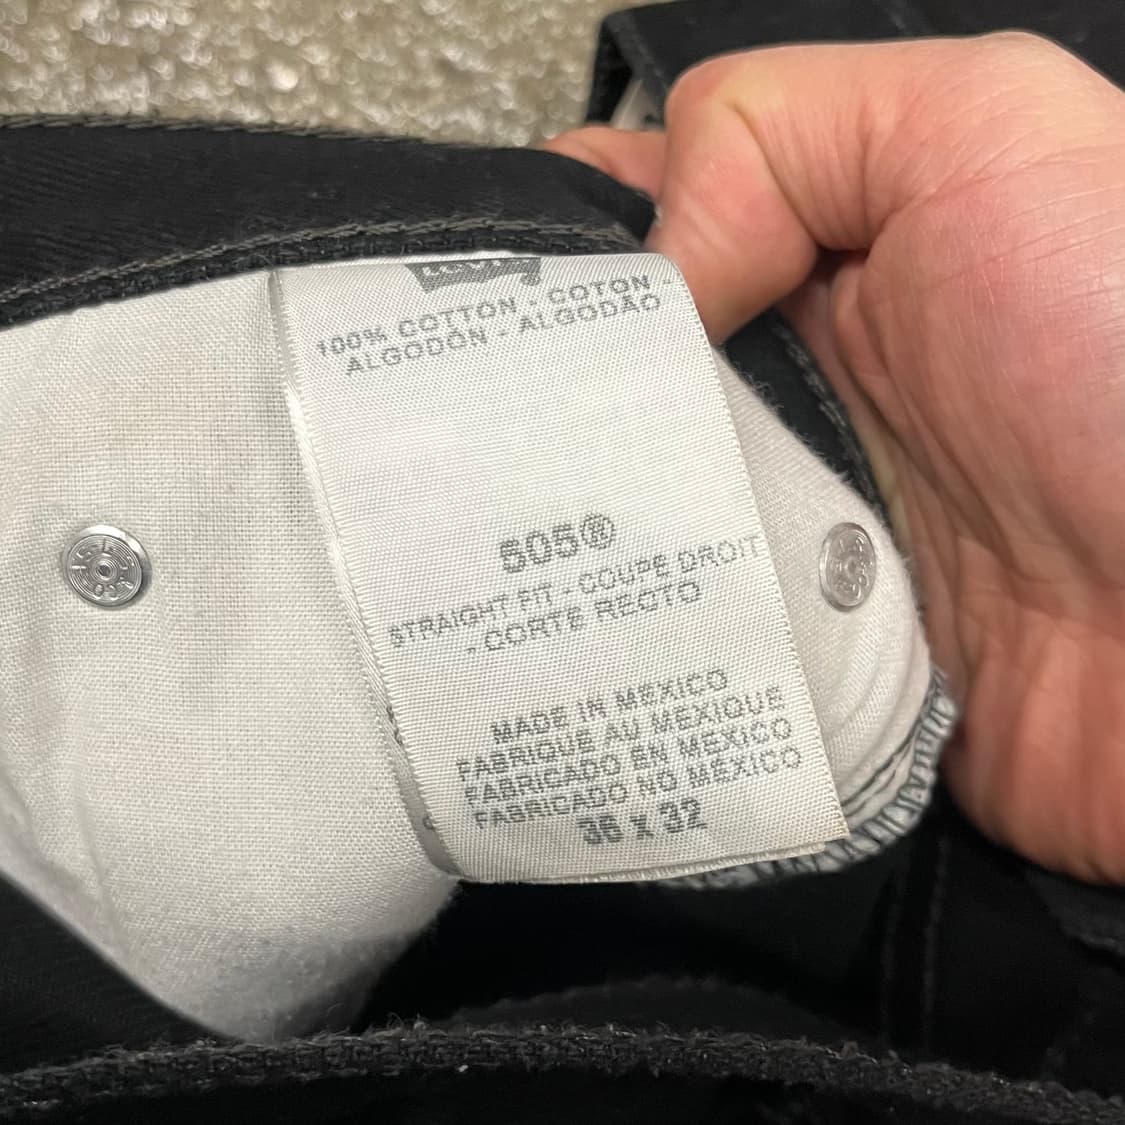 Levi's
100% COTTON - COTON -
ALGODÓN - ALGODÃO
505®
STRAIGHT FIT - COUPE DROIT
- CORTE RECTO
MADE IN MEXICO
FABRIQUÉ AU MEXIQUE
FABRICADO EN MEXICO
FABRICADO NO MÉXICO
36 X 32